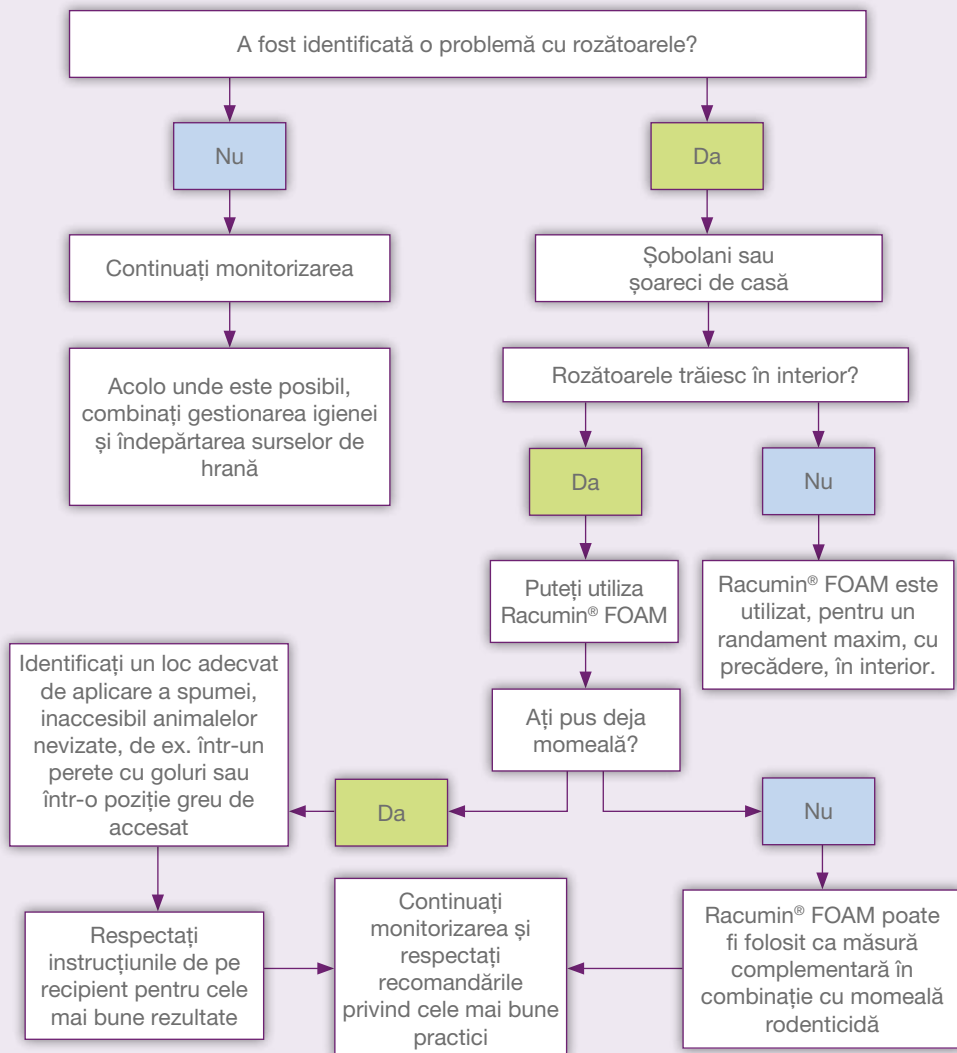 A fost identificată o problemă cu rozătoarele?
Nu
Da
Continuați monitorizarea
Șobolani sau
șoareci de casă
Acolo unde este posibil,
combinați gestionarea igienei
și îndepărtarea surselor de
hrană
Rozătoarele trăiesc în interior?
Da
Nu
Puteți utiliza
Racumin® FOAM
Racumin® FOAM este
utilizat, pentru un
randament maxim, cu
precădere, în interior.
Ați pus deja
momeală?
Da
Nu
Identificați un loc adecvat
de aplicare a spumei,
inaccesibil animalelor
nevizate, de ex. într-un
perete cu goluri sau
într-o poziție greu de
accesat
Respectați
instrucțiunile de pe
recipient pentru cele
mai bune rezultate
Continuați
monitorizarea și
respectați
recomandările
privind cele mai bune
practici
Racumin® FOAM poate
fi folosit ca măsură
complementară în
combinație cu momeală
rodenticidă